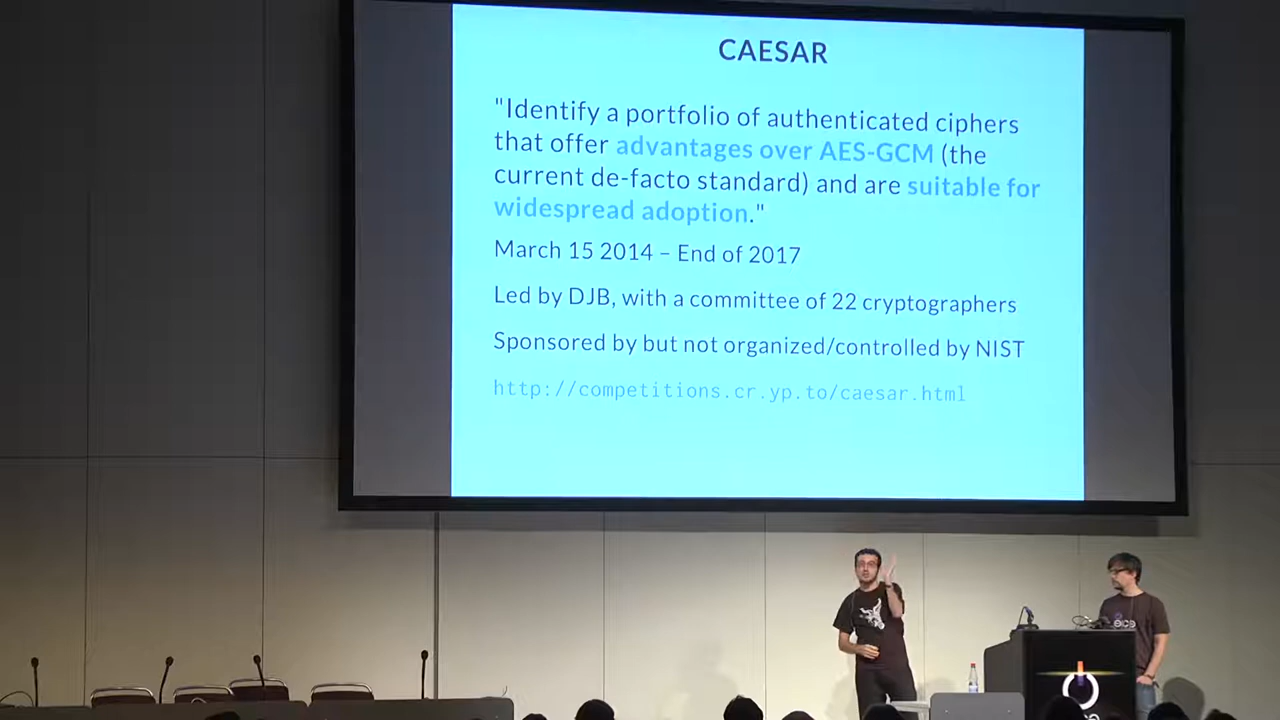 CAESAR
"Identify a portfolio of authenticated ciphers
that offer advantages over AES-GCM (the
current de-facto standard) and are suitable for
widespread adoption."
March 15 2014 – End of 2017
Led by DJB, with a committee of 22 cryptographers
Sponsored by but not organized/controlled by NIST
http://competitions.cr.yp.to/caesar.html